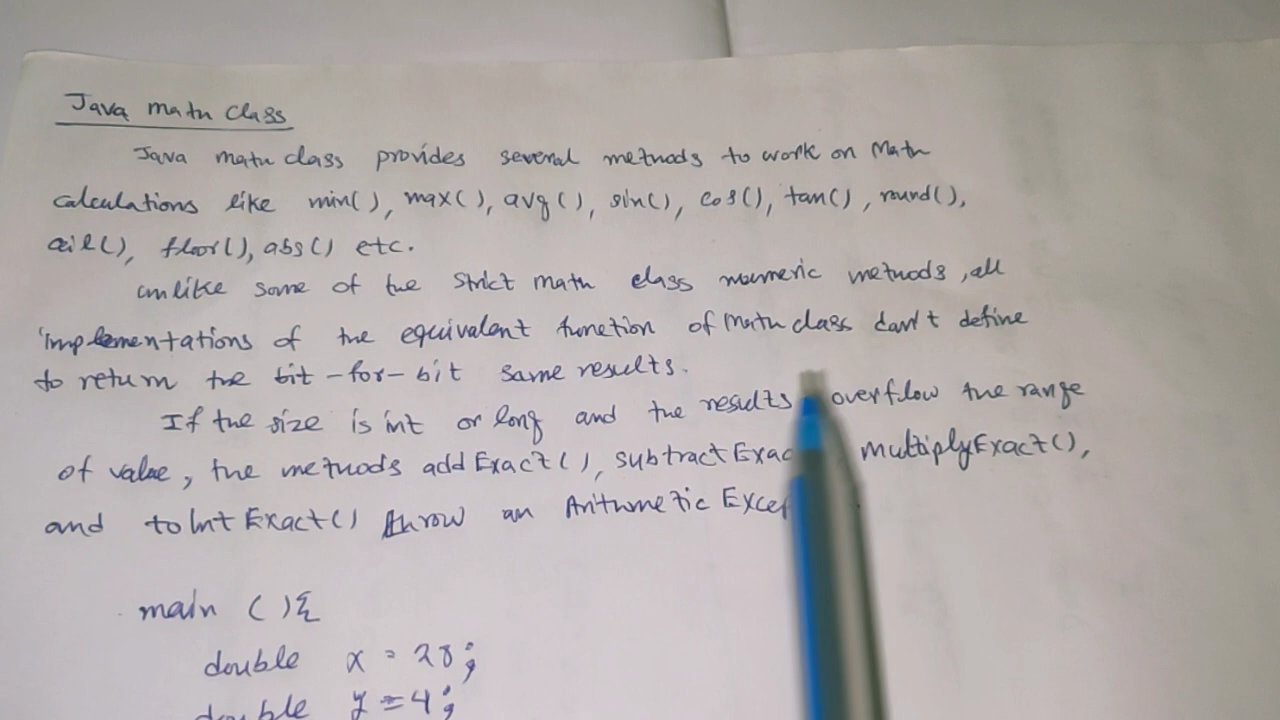 Java math class
Java math class provides several methods to work on Math
calculations like min(), max(), avg(), sin(), cos(), tan(), round(),
ceil(), floor(), abs() etc.
unlike some of the Strict math class numeric methods, all
implementations of the equivalent function of Math class can't define
to return the bit-for-bit same results.
If the size is int or long and the results overflow the range
of value, the methods addExact(), subtractExac multiplyExact(),
and toIntExact() throw an Arithmetic Excep
main () {
double x = 28;
double y = 4;